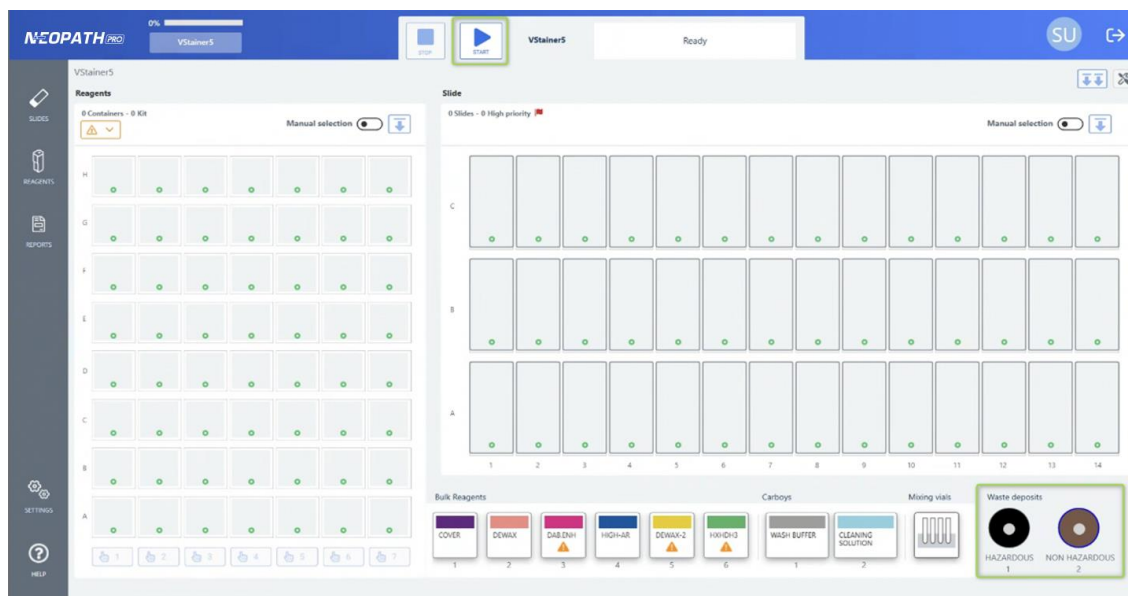 NEOPATH PRO
0%
VStainer5
STOP
START
VStainer5
Ready
SU
VStainer5
SLIDES
REAGENTS
REPORTS
SETTINGS
HELP
Reagents
0 Containers - 0 Kit
Manual selection
H
G
F
E
D
C
B
A
1 2 3 4 5 6 7
Slide
0 Slides - 0 High priority
Manual selection
C
B
A
1 2 3 4 5 6 7 8 9 10 11 12 13 14
Bulk Reagents
COVER
DEWAX
DAB.ENH
HIGH-AR
DEWAX-2
HXHDH3
1 2 3 4 5 6
Carboys
WASH BUFFER
CLEANING
SOLUTION
1 2
Mixing vials
Waste deposits
HAZARDOUS
1
NON HAZARDOUS
2